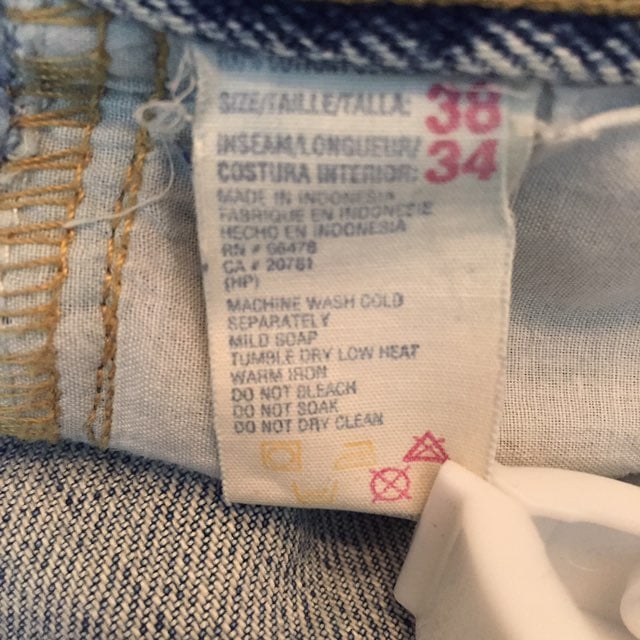 SIZE/TAILLE/TALLA: 38
INSEAM/LONGUEUR/
COSTURA INTERIOR: 34
MADE IN INDONESIA
FABRIQUE EN INDONESIE
HECHO EN INDONESIA
RN # 96478
CA # 20761
(HP)
MACHINE WASH COLD
SEPARATELY
MILD SOAP
TUMBLE DRY LOW HEAT
WARM IRON
DO NOT BLEACH
DO NOT SOAK
DO NOT DRY CLEAN